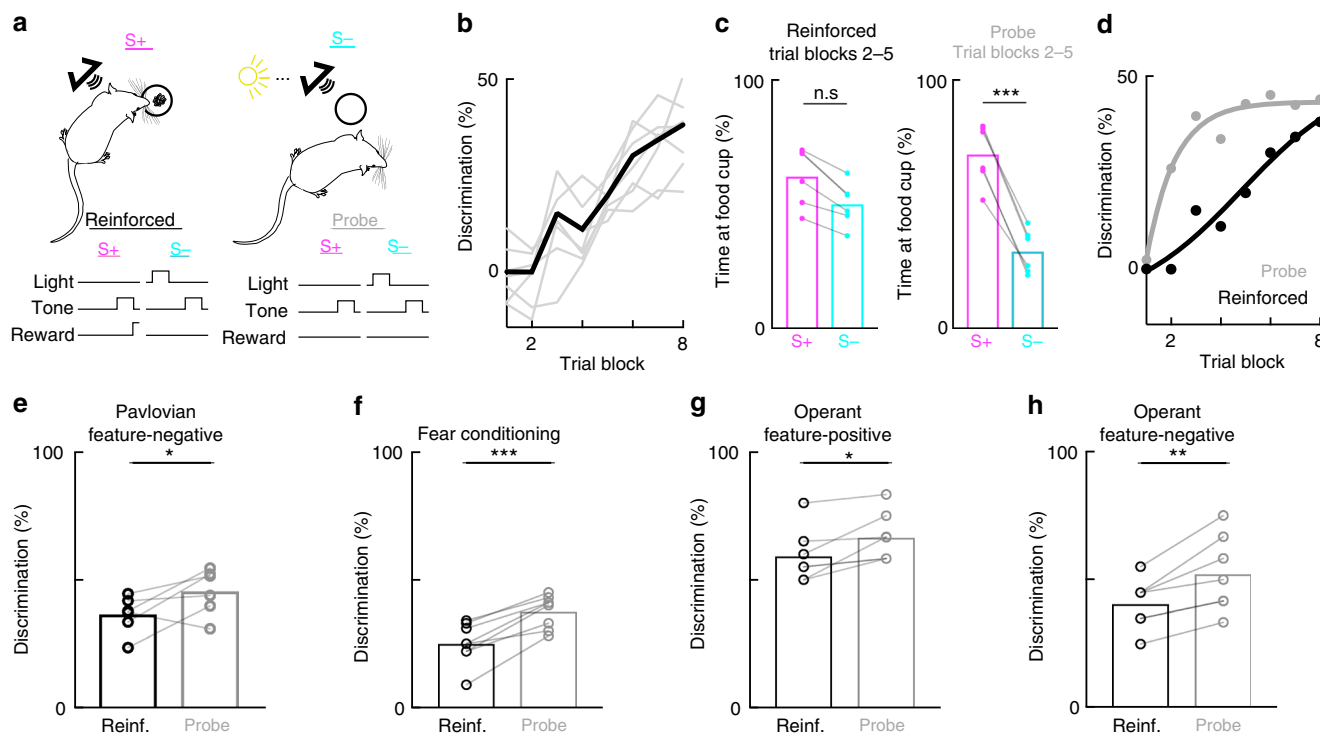 a
S+
S−
...
Reinforced
S+ S−
Probe
S+ S−
Light
Tone
Reward
Light
Tone
Reward
b
50
0
Discrimination (%)
2 8
Trial block
c
Reinforced
trial blocks 2–5
80
n.s
Time at food cup (%)
0
S+ S−
Probe
Trial blocks 2–5
80
***
Time at food cup (%)
0
S+ S−
d
50
Discrimination (%)
0
Probe
Reinforced
2 8
Trial block
e
Pavlovian
feature-negative
100
*
Discrimination (%)
0
Reinf. Probe
f
Fear conditioning
100
***
Discrimination (%)
0
Reinf. Probe
g
Operant
feature-positive
100
*
Discrimination (%)
0
Reinf. Probe
h
Operant
feature-negative
100
**
Discrimination (%)
0
Reinf. Probe